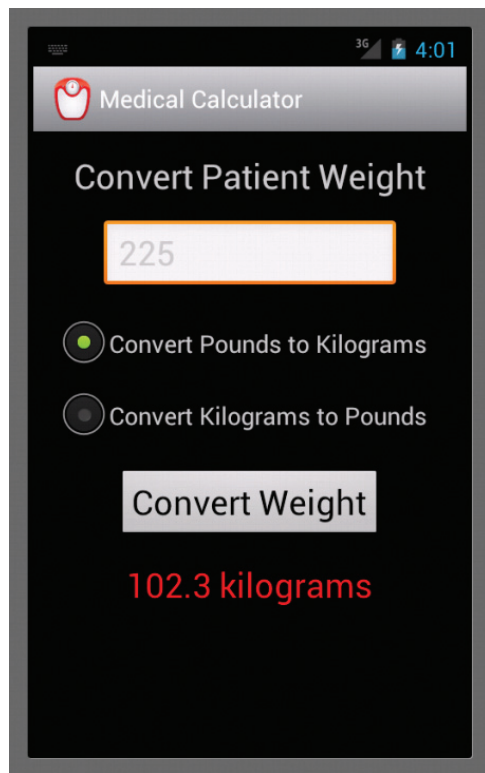 3G 4:01
Medical Calculator
Convert Patient Weight
225
Convert Pounds to Kilograms
Convert Kilograms to Pounds
Convert Weight
102.3 kilograms